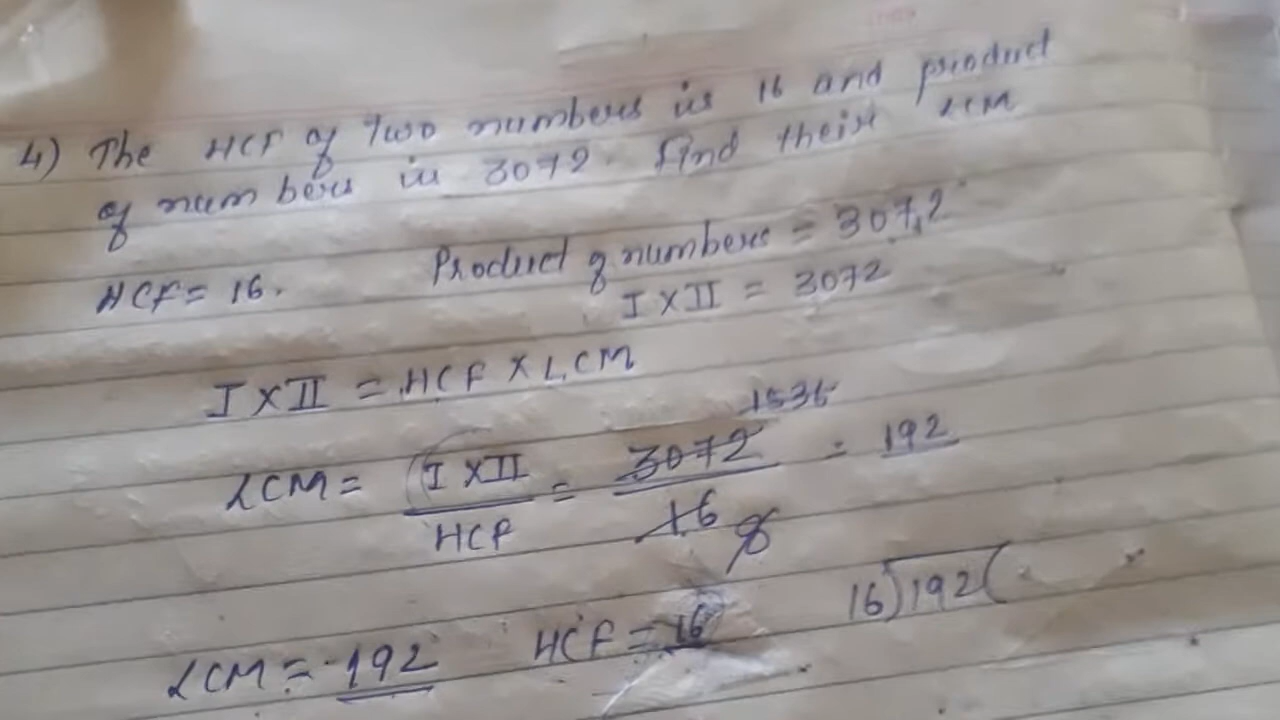 4) The HCF of two numbers is 16 and product
of numbers is 3072. Find their LCM
HCF = 16. Product of numbers = 3072
I X II = 3072
I X II = HCF X LCM
1536
LCM = I X II / HCF = 3072 / 16 = 192
8
16)192(
LCM = 192 HCF = 16